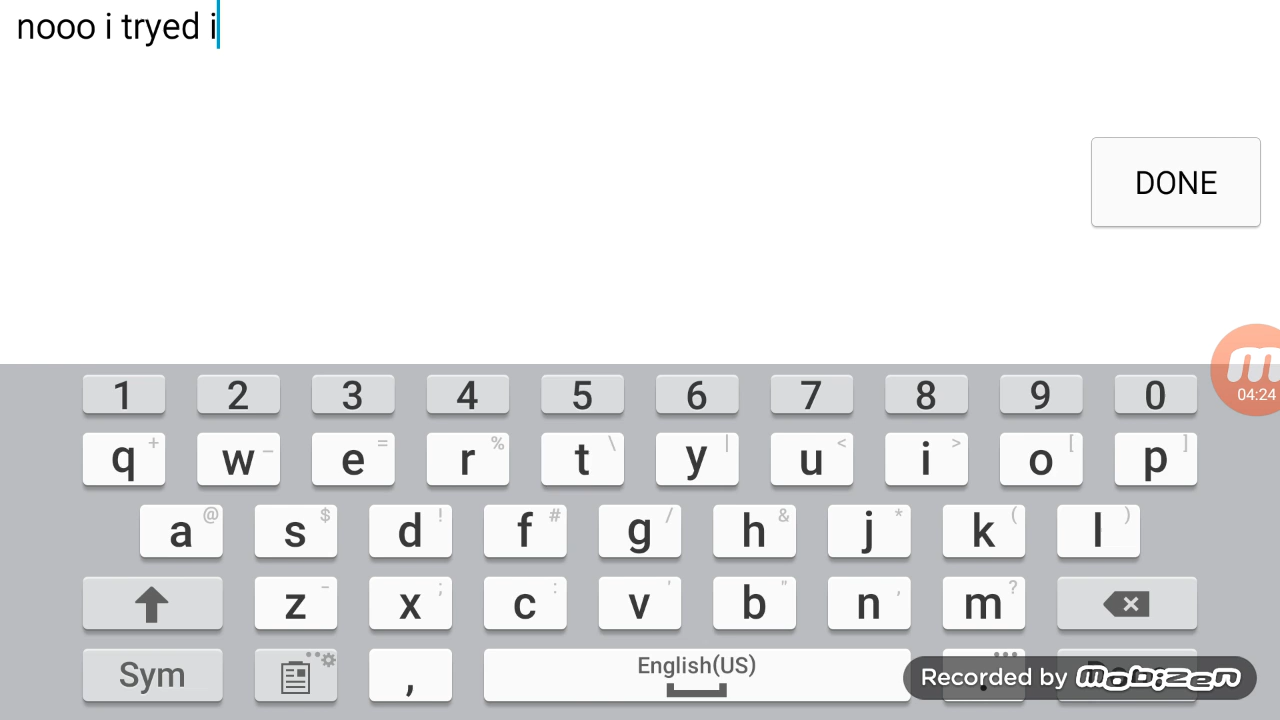 nooo i tryed i
DONE
04:24
1 2 3 4 5 6 7 8 9 0
q + w - e = r % t \ y | u < i > o [ p ]
a @ s $ d ! f # g / h & j * k ( l )
z - x ; c : v ' b " n , m ?
Sym , English(US) .
Recorded by mobizen